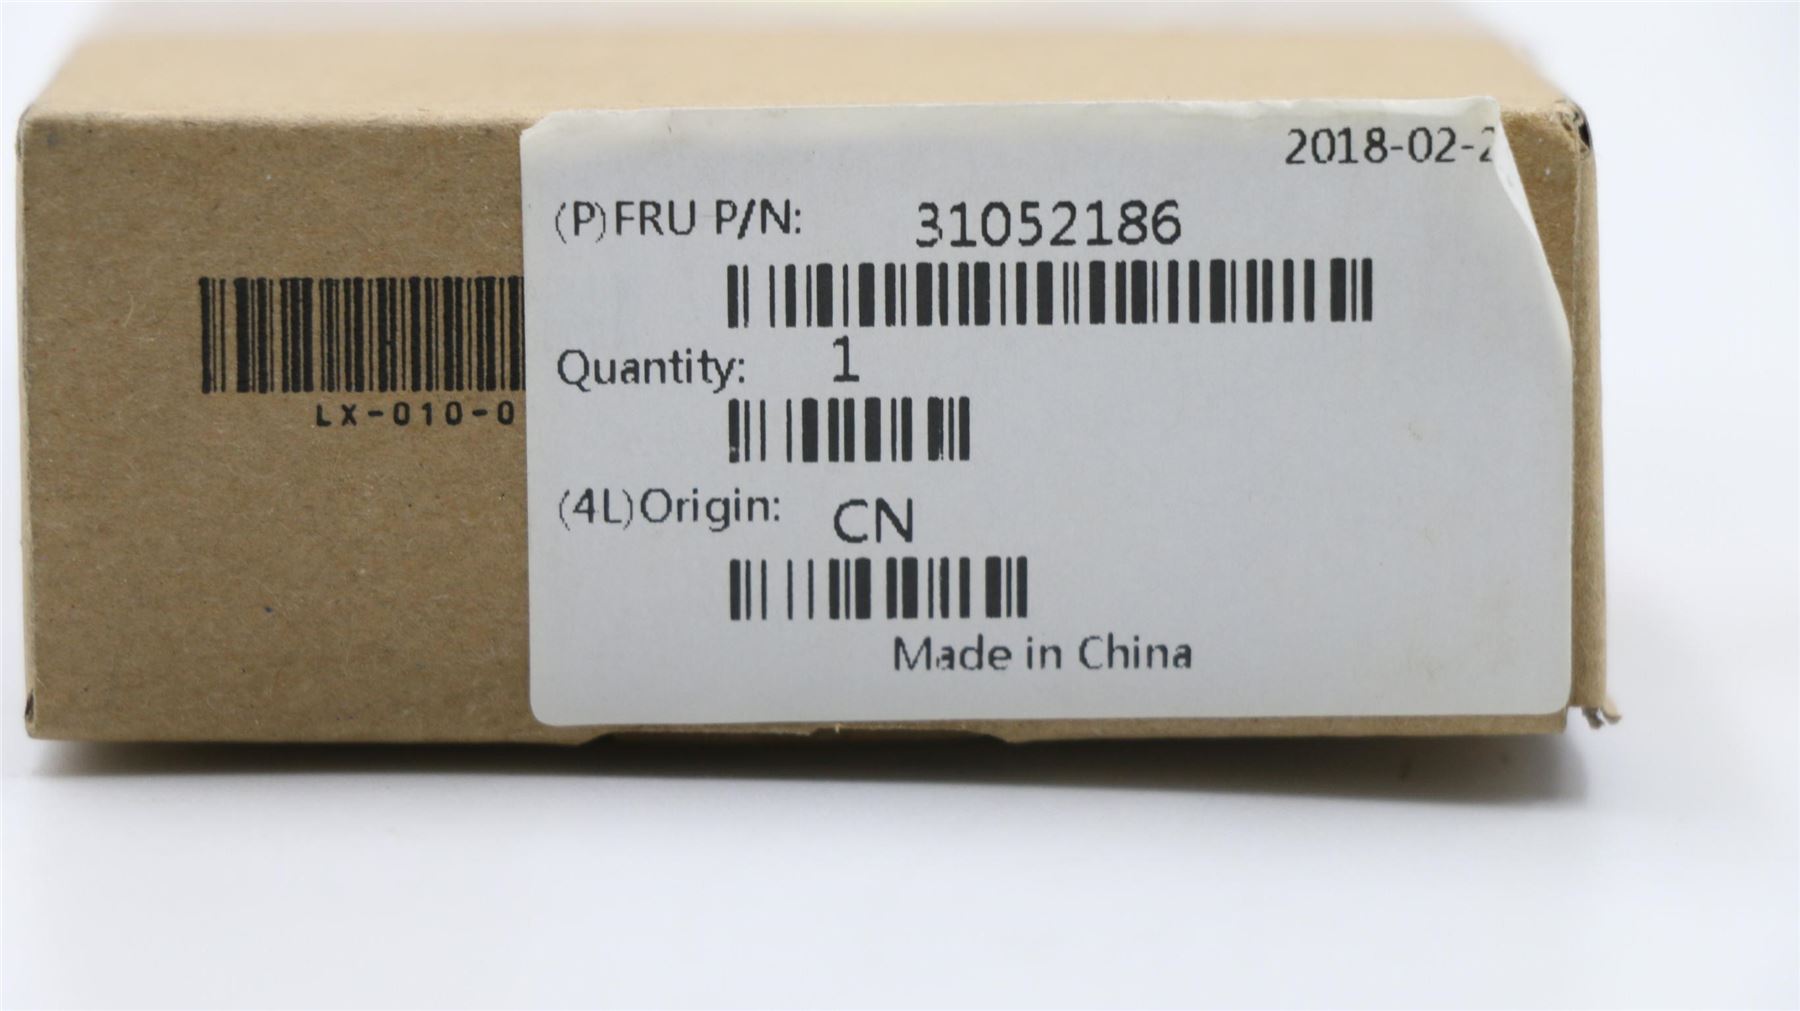 2018-02-2
(P)FRU P/N: 31052186
LX-010-0
Quantity: 1
(4L)Origin: CN
Made in China